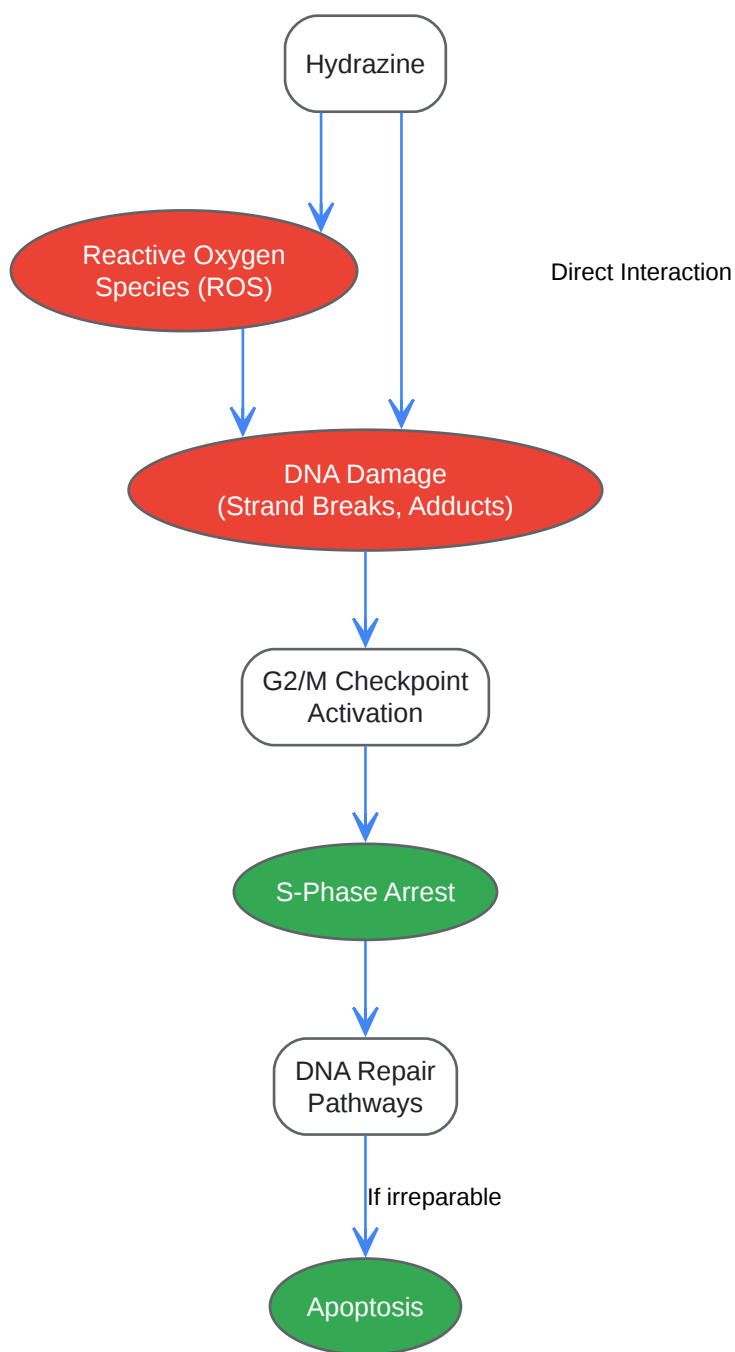 Hydrazine
Reactive Oxygen
Species (ROS)
Direct Interaction
DNA Damage
(Strand Breaks, Adducts)
G2/M Checkpoint
Activation
S-Phase Arrest
DNA Repair
Pathways
If irreparable
Apoptosis